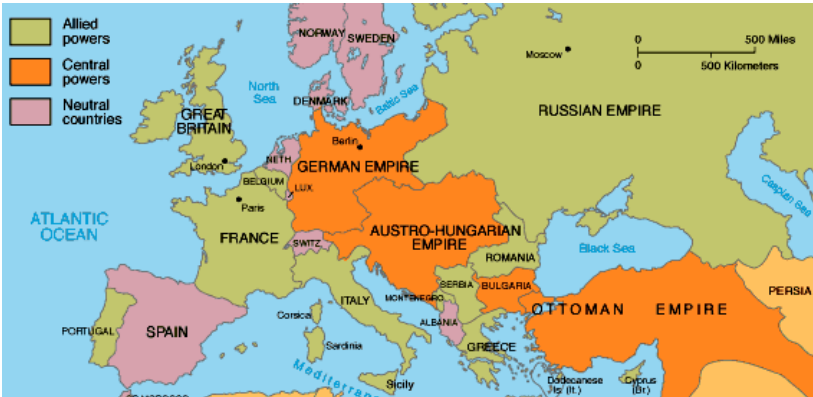 Allied
powers
Central
powers
Neutral
countries
NORWAY
SWEDEN
Moscow
0 500 Miles
0 500 Kilometers
North
Sea
DENMARK
Baltic Sea
GREAT
BRITAIN
RUSSIAN EMPIRE
Berlin
London
NETH
GERMAN EMPIRE
BELGIUM
LUX
Caspian Sea
Paris
ATLANTIC
OCEAN
FRANCE
SWITZ
AUSTRO-HUNGARIAN
EMPIRE
Black Sea
ROMANIA
SERBIA
BULGARIA
PERSIA
MONTENEGRO
ITALY
Corsica
OTTOMAN EMPIRE
ALBANIA
PORTUGAL
SPAIN
Sardinia
GREECE
Sicily
Dodecanese
Is. (It.)
Cyprus
(Br.)